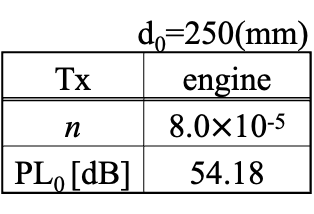 d₀=250(mm)
Tx engine
n 8.0×10-5
PL₀ [dB] 54.18